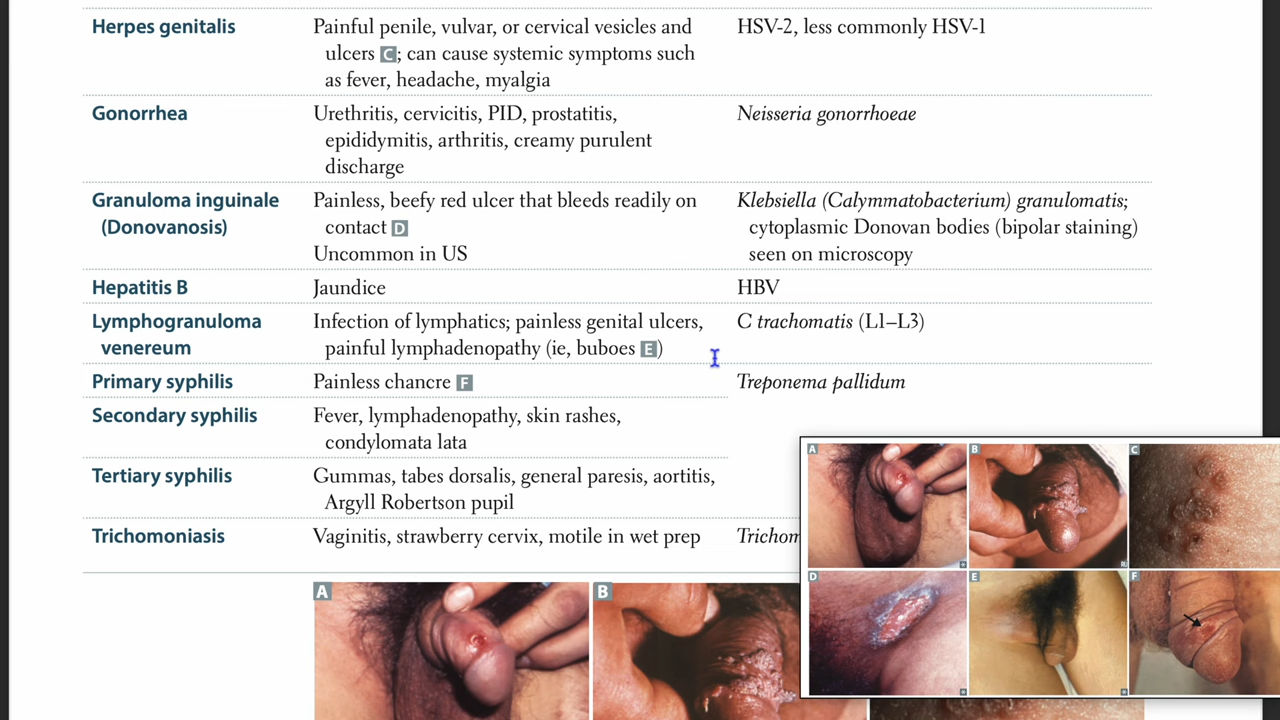 Herpes genitalis
Painful penile, vulvar, or cervical vesicles and
ulcers C; can cause systemic symptoms such
as fever, headache, myalgia
HSV-2, less commonly HSV-1
Gonorrhea
Urethritis, cervicitis, PID, prostatitis,
epididymitis, arthritis, creamy purulent
discharge
Neisseria gonorrhoeae
Granuloma inguinale
(Donovanosis)
Painless, beefy red ulcer that bleeds readily on
contact D
Uncommon in US
Klebsiella (Calymmatobacterium) granulomatis;
cytoplasmic Donovan bodies (bipolar staining)
seen on microscopy
Hepatitis B
Jaundice
HBV
Lymphogranuloma
venereum
Infection of lymphatics; painless genital ulcers,
painful lymphadenopathy (ie, buboes E)
C trachomatis (L1–L3)
Primary syphilis
Painless chancre F
Treponema pallidum
Secondary syphilis
Fever, lymphadenopathy, skin rashes,
condylomata lata
Tertiary syphilis
Gummas, tabes dorsalis, general paresis, aortitis,
Argyll Robertson pupil
Trichomoniasis
Vaginitis, strawberry cervix, motile in wet prep
Trichom
A
B
A
B
C
D
E
F